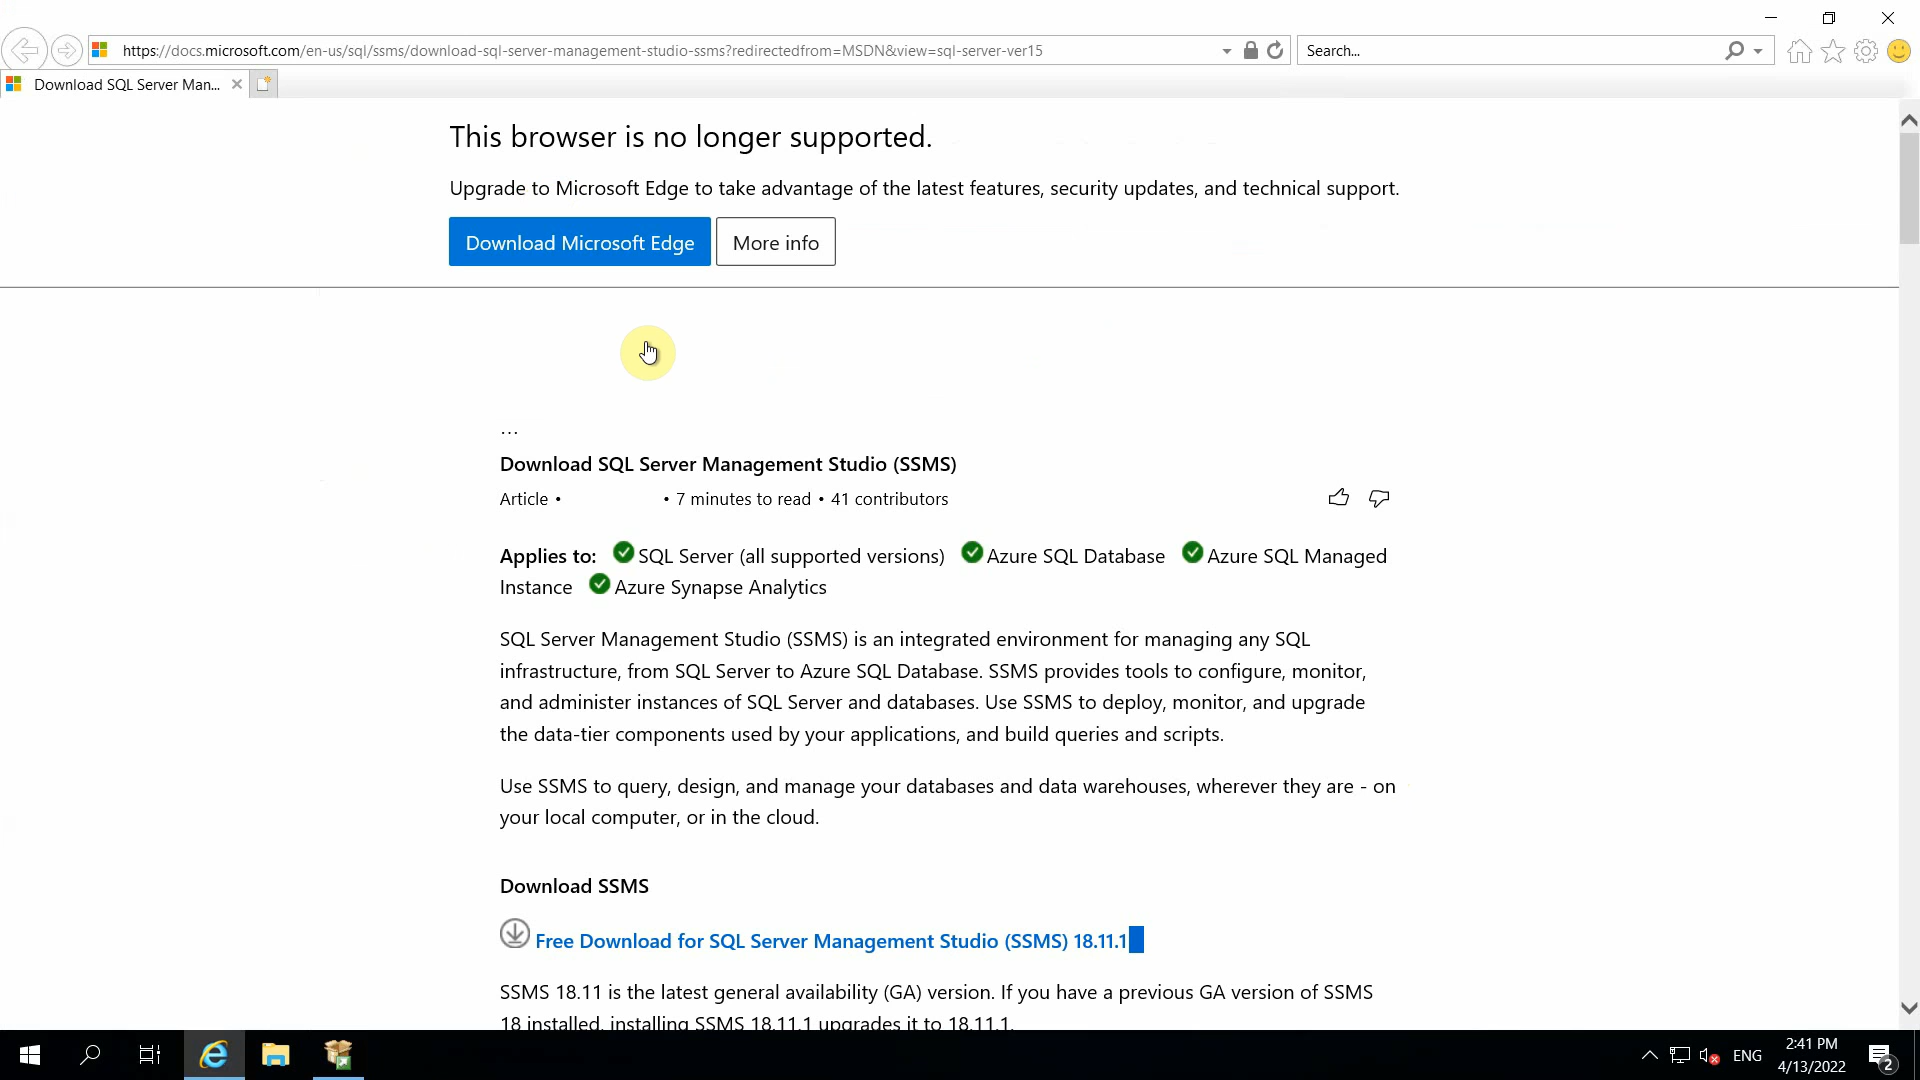 https://docs.microsoft.com/en-us/sql/ssms/download-sql-server-management-studio-ssms?redirectedfrom=MSDN&view=sql-server-ver15
Search...
Download SQL Server Man...
This browser is no longer supported.
Upgrade to Microsoft Edge to take advantage of the latest features, security updates, and technical support.
Download Microsoft Edge
More info
...
Download SQL Server Management Studio (SSMS)
Article • • 7 minutes to read • 41 contributors
Applies to: SQL Server (all supported versions) Azure SQL Database Azure SQL Managed
Instance Azure Synapse Analytics
SQL Server Management Studio (SSMS) is an integrated environment for managing any SQL
infrastructure, from SQL Server to Azure SQL Database. SSMS provides tools to configure, monitor,
and administer instances of SQL Server and databases. Use SSMS to deploy, monitor, and upgrade
the data-tier components used by your applications, and build queries and scripts.
Use SSMS to query, design, and manage your databases and data warehouses, wherever they are - on
your local computer, or in the cloud.
Download SSMS
Free Download for SQL Server Management Studio (SSMS) 18.11.1
SSMS 18.11 is the latest general availability (GA) version. If you have a previous GA version of SSMS
18 installed, installing SSMS 18.11.1 upgrades it to 18.11.1.
ENG
2:41 PM
4/13/2022
2